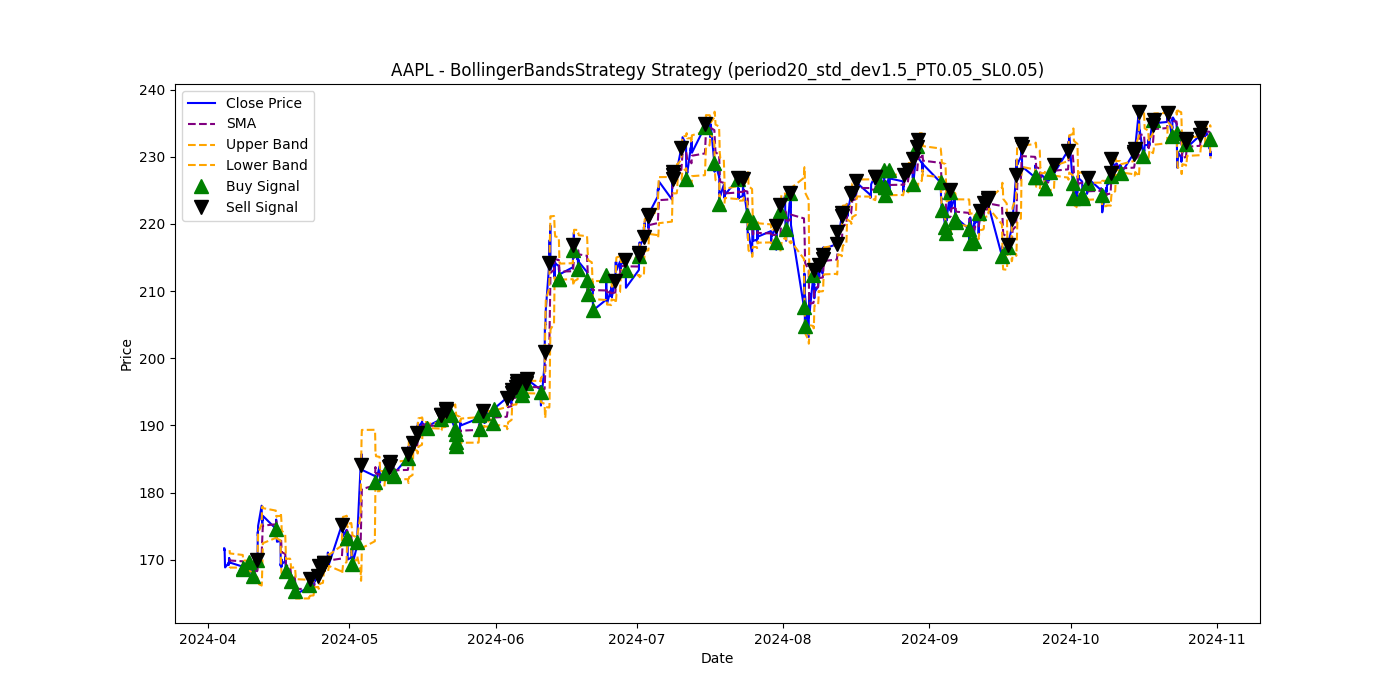 AAPL - BollingerBandsStrategy Strategy (period20_std_dev1.5_PT0.05_SL0.05)
Close Price
SMA
Upper Band
Lower Band
Buy Signal
Sell Signal
Price
240
230
220
210
200
190
180
170
2024-04 2024-05 2024-06 2024-07 2024-08 2024-09 2024-10 2024-11
Date